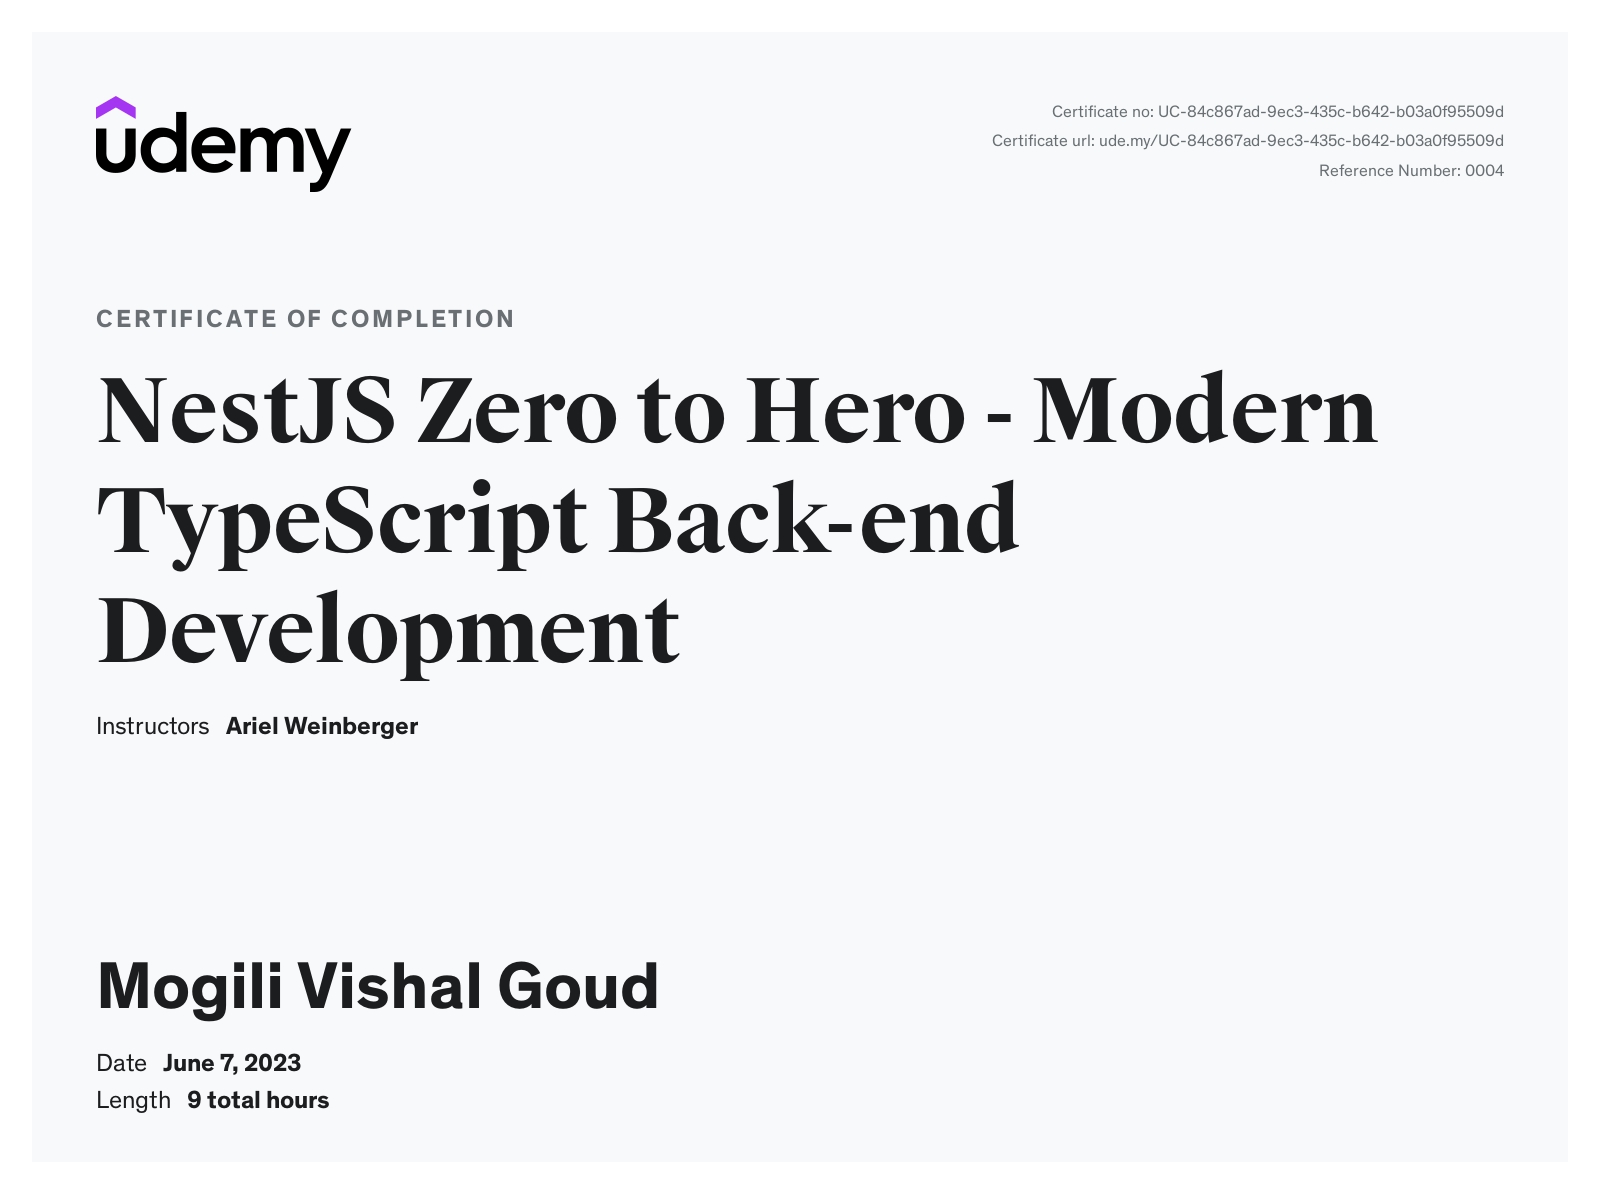 udemy
Certificate no: UC-84c867ad-9ec3-435c-b642-b03a0f95509d
Certificate url: ude.my/UC-84c867ad-9ec3-435c-b642-b03a0f95509d
Reference Number: 0004
CERTIFICATE OF COMPLETION
NestJS Zero to Hero - Modern
TypeScript Back-end
Development
Instructors Ariel Weinberger
Mogili Vishal Goud
Date June 7, 2023
Length 9 total hours